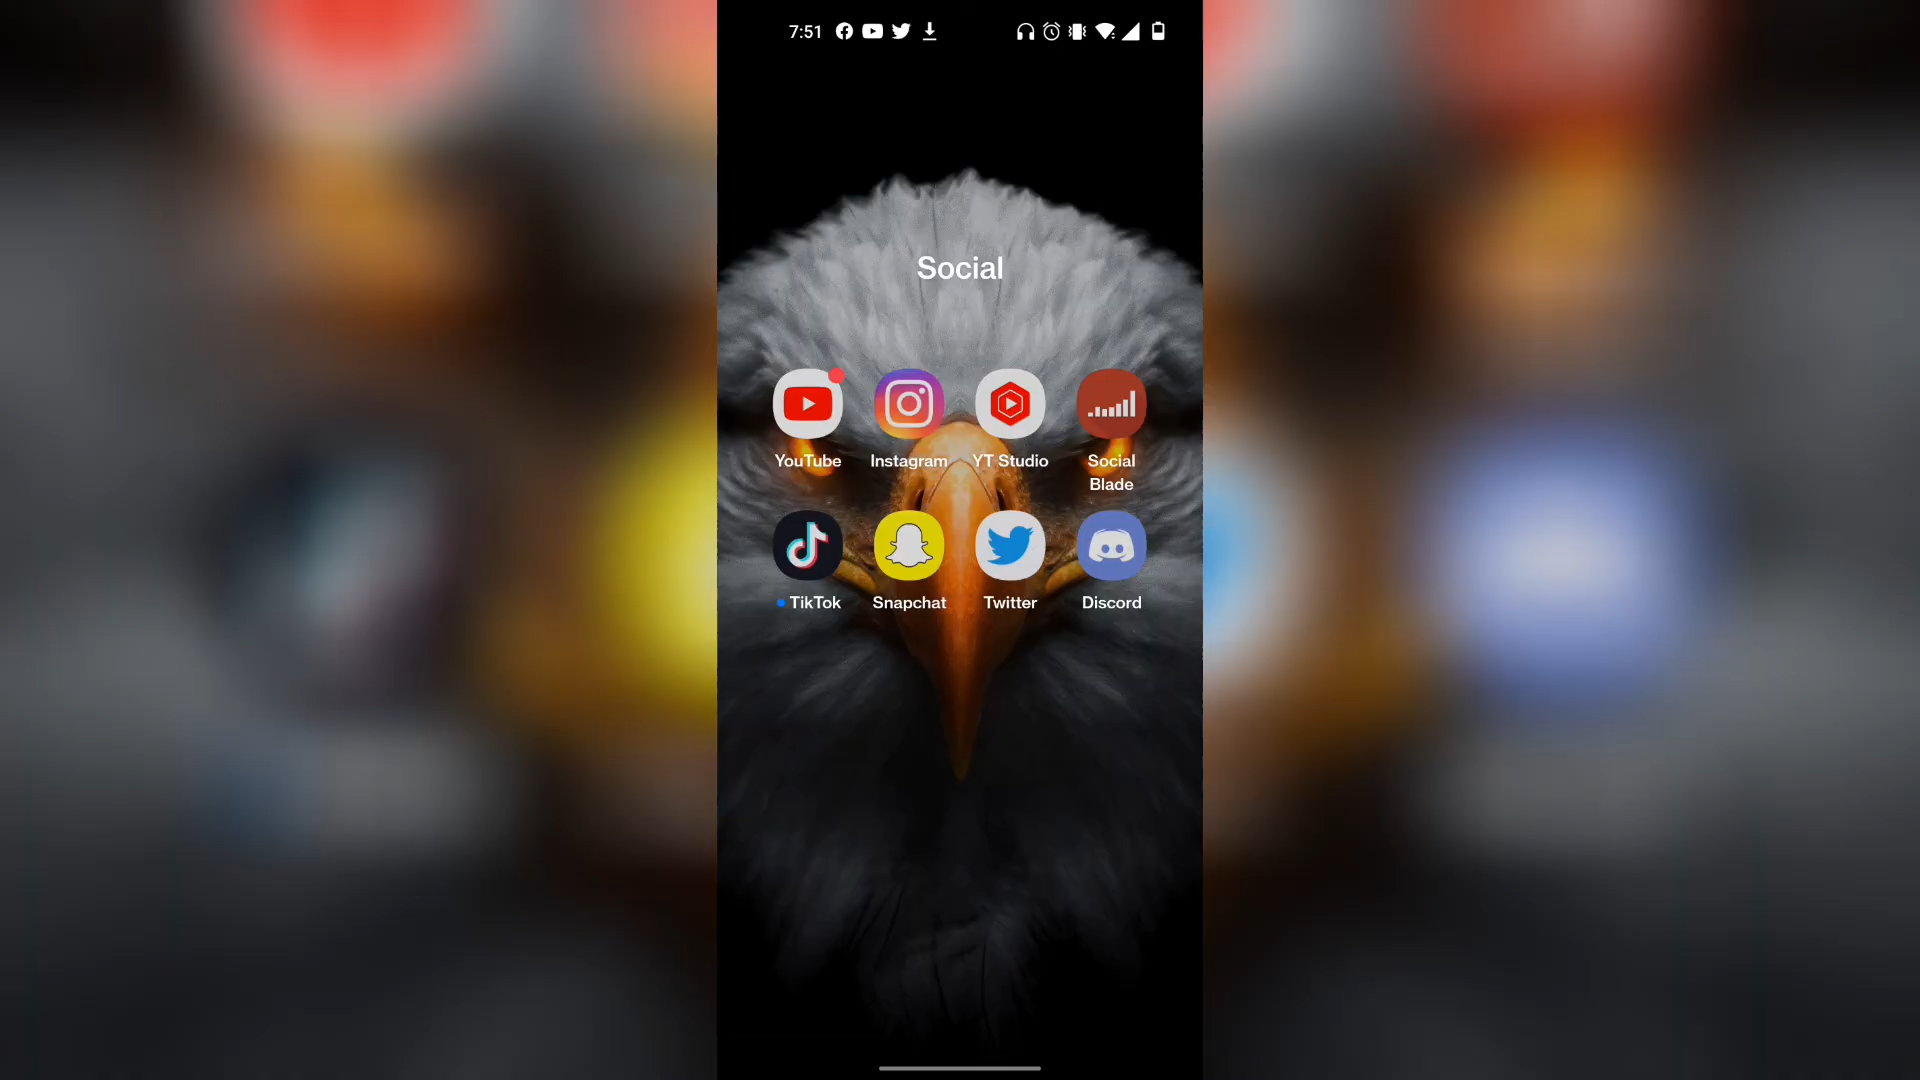 7:51
Social
YouTube Instagram YT Studio Social
Blade
TikTok Snapchat Twitter Discord